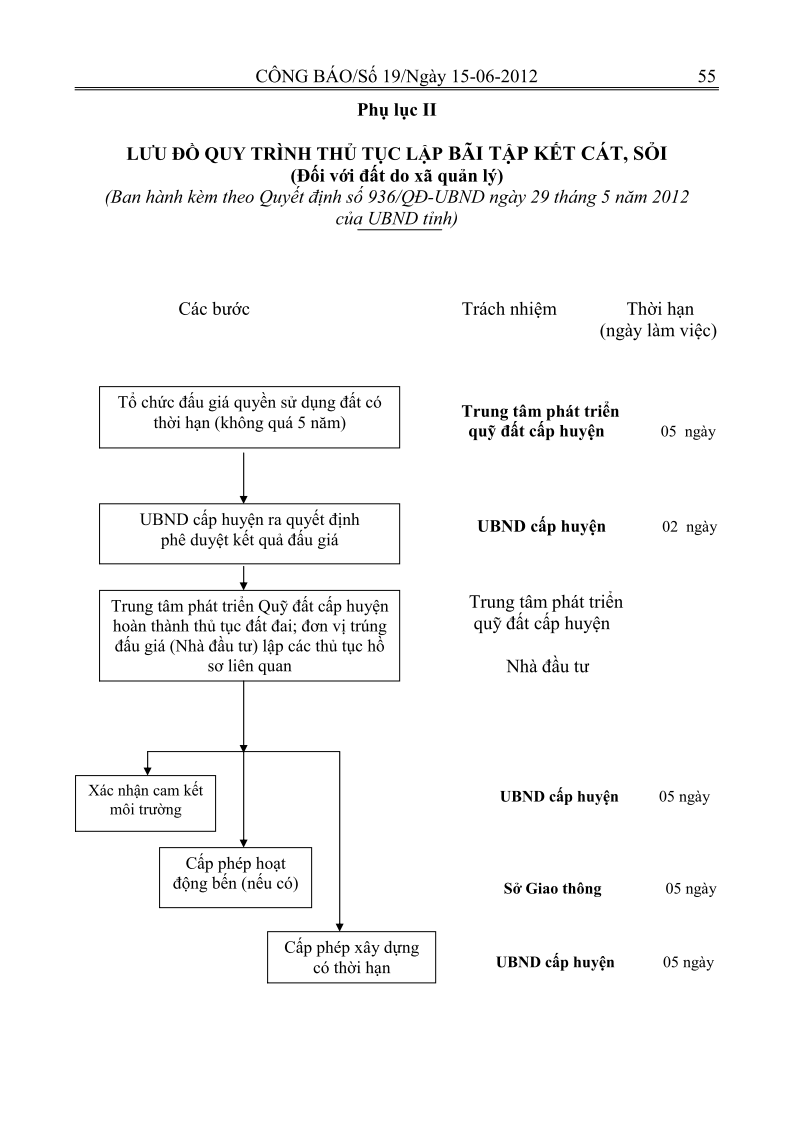 CÔNG BÁO/Số 19/Ngày 15-06-2012 55
Phụ lục II
LƯU ĐỒ QUY TRÌNH THỦ TỤC LẬP BÃI TẬP KẾT CÁT, SỎI
(Đối với đất do xã quản lý)
(Ban hành kèm theo Quyết định số 936/QĐ-UBND ngày 29 tháng 5 năm 2012
của UBND tỉnh)
Các bước Trách nhiệm Thời hạn
(ngày làm việc)
Tổ chức đấu giá quyền sử dụng đất có
thời hạn (không quá 5 năm)
Trung tâm phát triển
quỹ đất cấp huyện 05 ngày
UBND cấp huyện ra quyết định
phê duyệt kết quả đấu giá
UBND cấp huyện 02 ngày
Trung tâm phát triển Quỹ đất cấp huyện
hoàn thành thủ tục đất đai; đơn vị trúng
đấu giá (Nhà đầu tư) lập các thủ tục hồ
sơ liên quan
Trung tâm phát triển
quỹ đất cấp huyện
Nhà đầu tư
Xác nhận cam kết
môi trường
UBND cấp huyện 05 ngày
Cấp phép hoạt
động bến (nếu có)
Sở Giao thông 05 ngày
Cấp phép xây dựng
có thời hạn
UBND cấp huyện 05 ngày